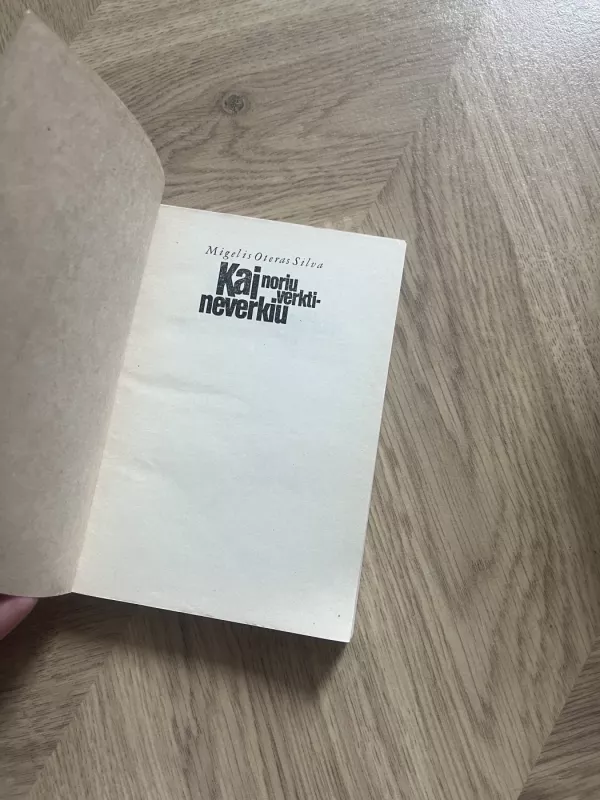 Migelis Oteras Silva
Kai noriu
verkti-
neverkiu